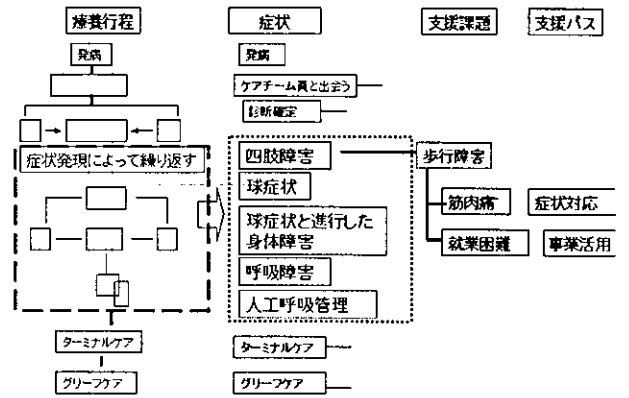 療養行程
症状
支援課題
支援パス
発病
発病
ケアチーム員と出会う
診断確定
症状発現によって繰り返す
四肢障害
歩行障害
球症状
筋肉痛
症状対応
球症状と進行した
身体障害
就業困難
事業活用
呼吸障害
人工呼吸管理
ターミナルケア
ターミナルケア
グリーフケア
グリーフケア